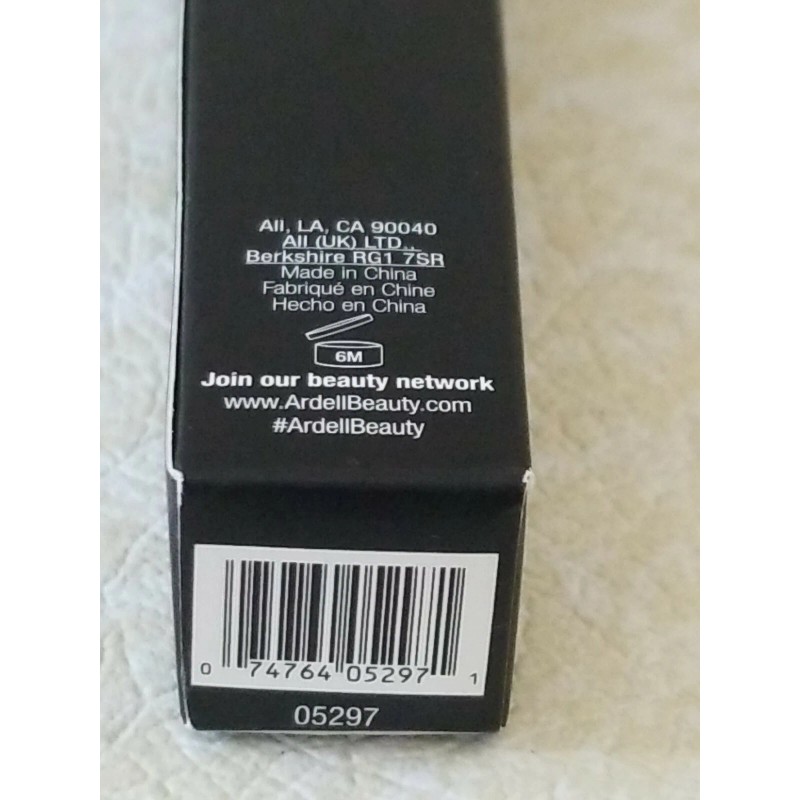 AII, LA, CA 90040
AII (UK) LTD.,
Berkshire RG1 7SR
Made in China
Fabriqué en Chine
Hecho en China
6M
Join our beauty network
www.ArdellBeauty.com
#ArdellBeauty
0 74764 05297 1
05297